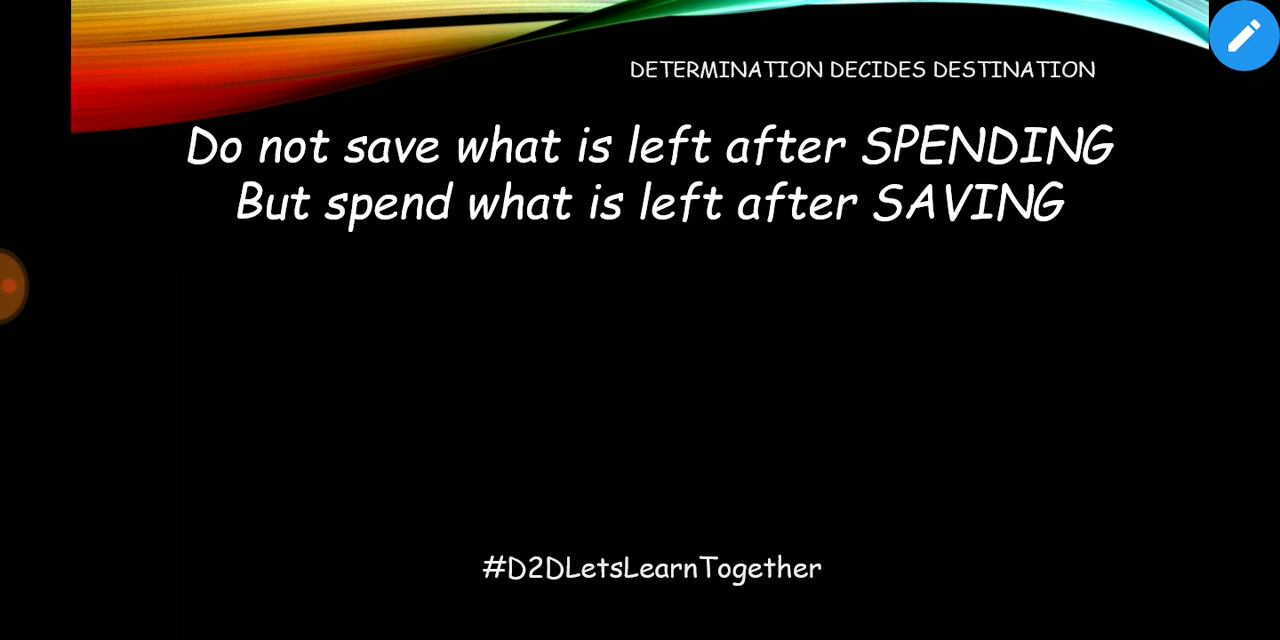 DETERMINATION DECIDES DESTINATION
Do not save what is left after SPENDING
But spend what is left after SAVING
#D2DLetsLearnTogether